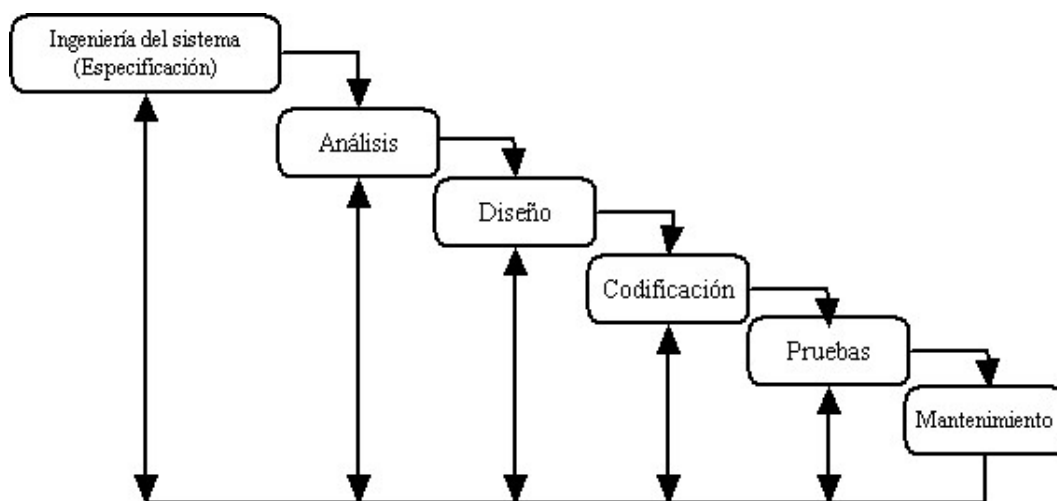 Ingeniería del sistema
(Especificación)
Análisis
Diseño
Codificación
Pruebas
Mantenimiento